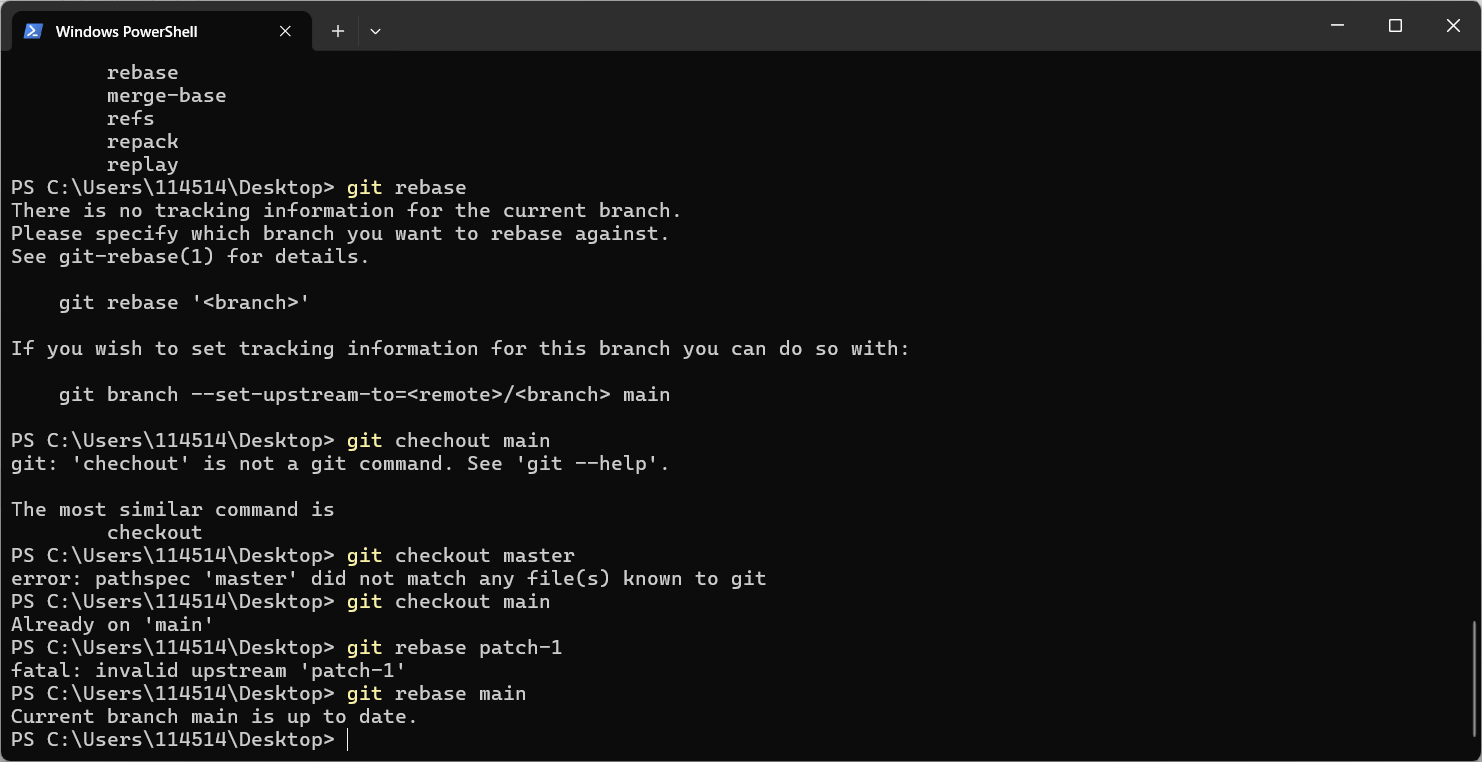 Windows PowerShell
rebase
merge-base
refs
repack
replay
PS C:\Users\114514\Desktop> git rebase
There is no tracking information for the current branch.
Please specify which branch you want to rebase against.
See git-rebase(1) for details.
git rebase '<branch>'
If you wish to set tracking information for this branch you can do so with:
git branch --set-upstream-to=<remote>/<branch> main
PS C:\Users\114514\Desktop> git chechout main
git: 'chechout' is not a git command. See 'git --help'.
The most similar command is
checkout
PS C:\Users\114514\Desktop> git checkout master
error: pathspec 'master' did not match any file(s) known to git
PS C:\Users\114514\Desktop> git checkout main
Already on 'main'
PS C:\Users\114514\Desktop> git rebase patch-1
fatal: invalid upstream 'patch-1'
PS C:\Users\114514\Desktop> git rebase main
Current branch main is up to date.
PS C:\Users\114514\Desktop>